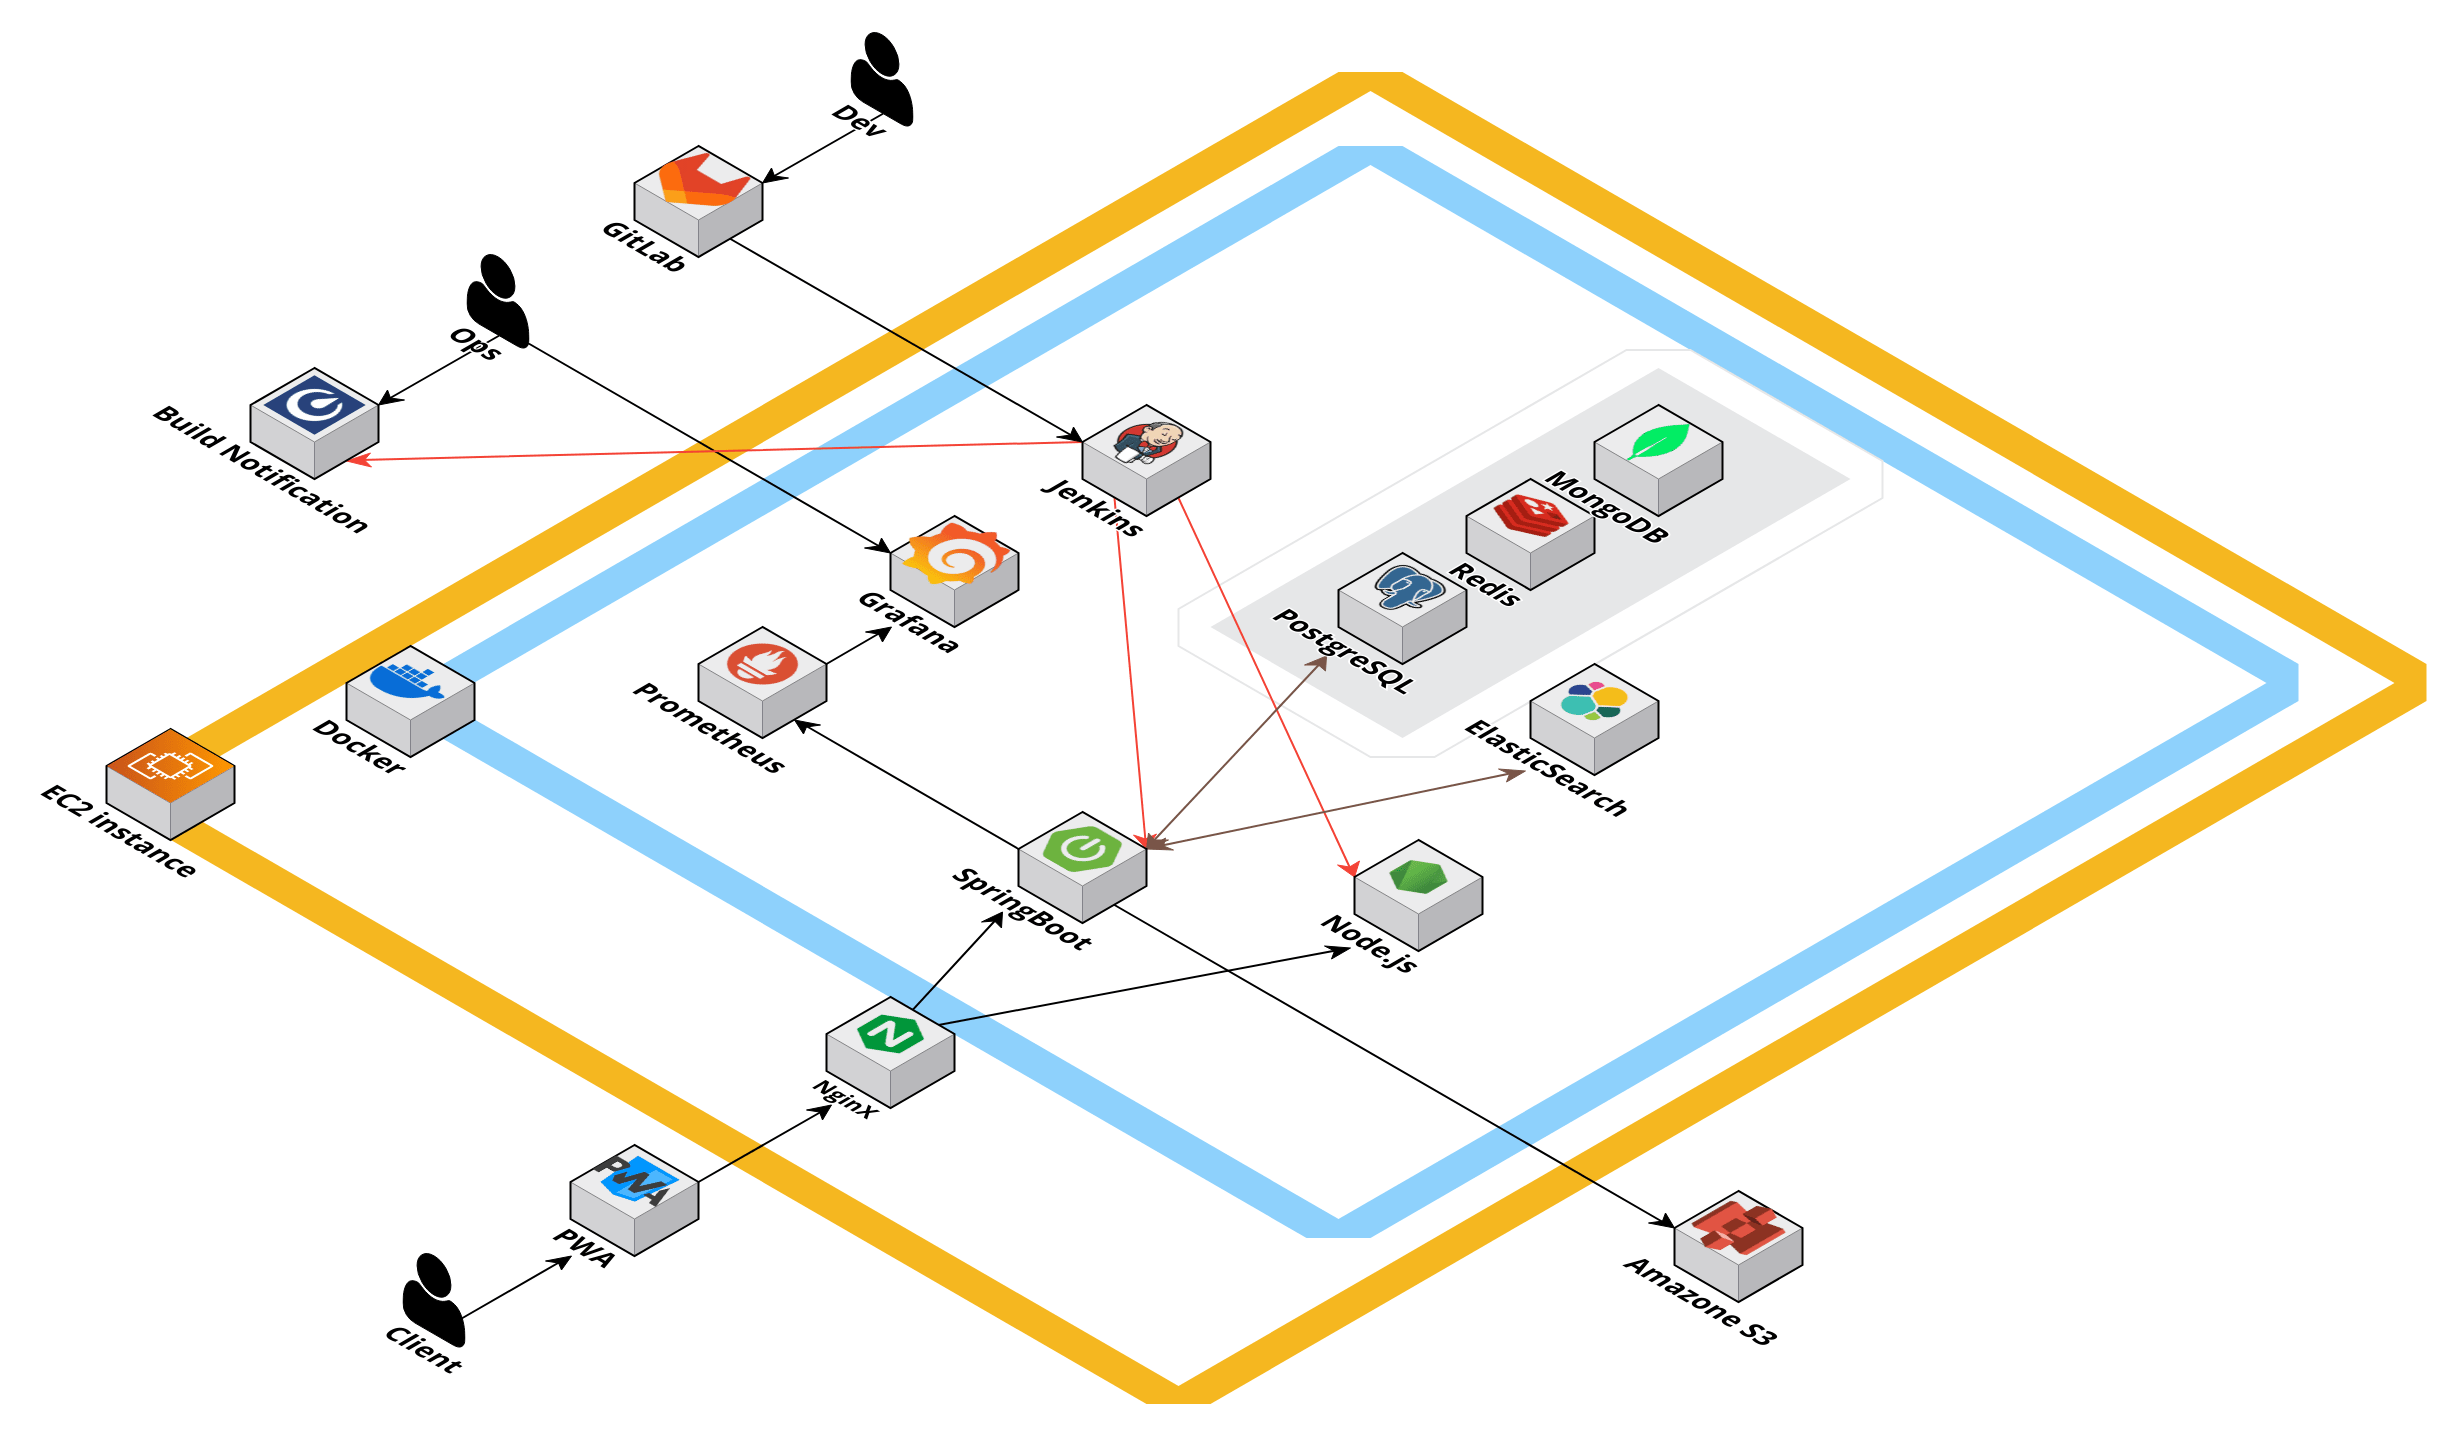 Dev
GitLab
Ops
Build Notification
Jenkins
MongoDB
Redis
PostgreSQL
Grafana
Prometheus
Docker
ElasticSearch
EC2 instance
SpringBoot
Node.js
NginX
PWA
PWA
Amazone S3
Client